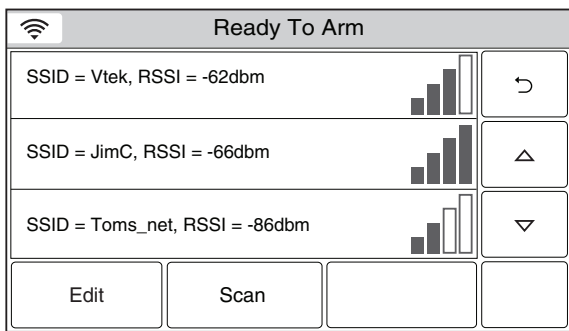 Ready To Arm
SSID = Vtek, RSSI = -62dbm
SSID = JimC, RSSI = -66dbm
SSID = Toms_net, RSSI = -86dbm
Edit
Scan